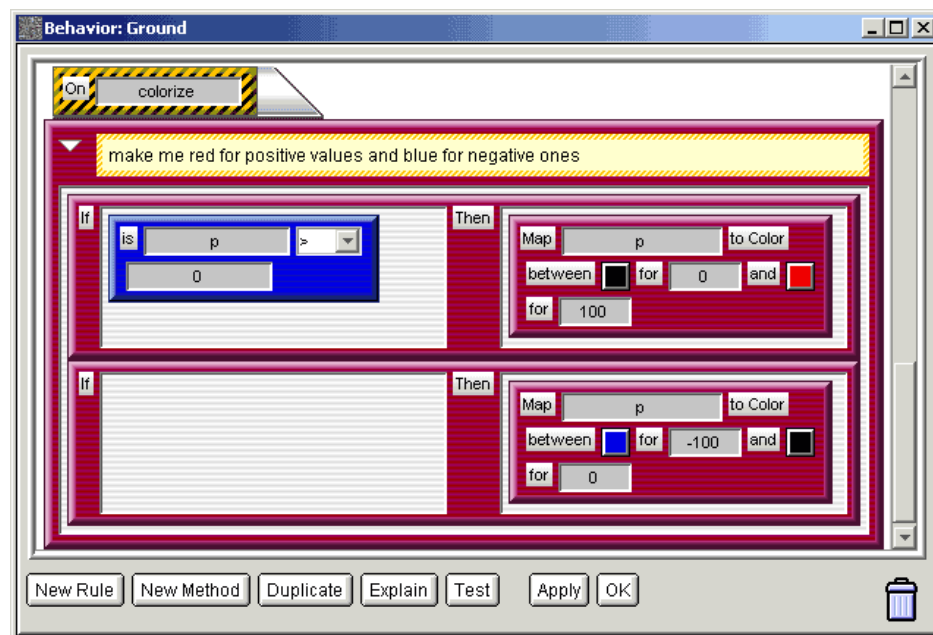 Behavior: Ground
On colorize
make me red for positive values and blue for negative ones
If
is p >
0
Then
Map p to Color
between for 0 and
for 100
If
Then
Map p to Color
between for -100 and
for 0
New Rule New Method Duplicate Explain Test Apply OK